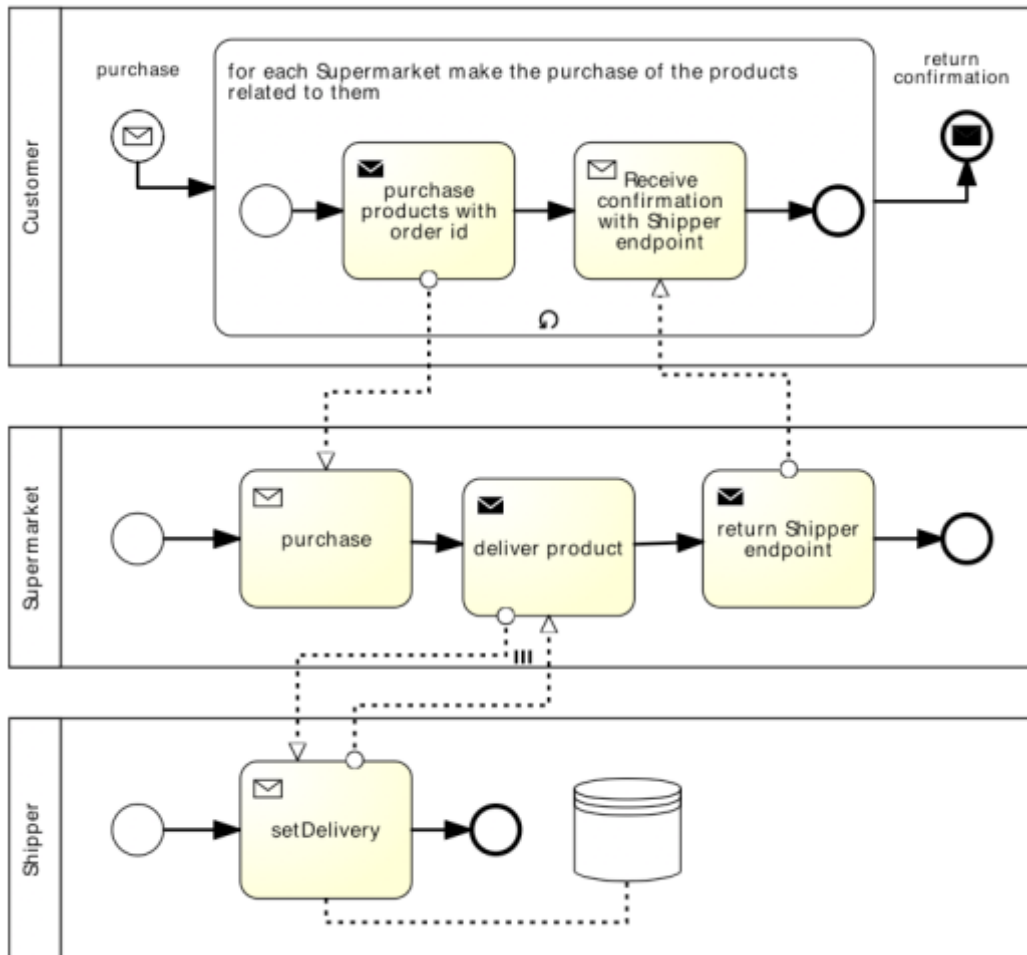 Customer
purchase
for each Supermarket make the purchase of the products
related to them
return
confirmation
purchase
products with
order id
Receive
confirmation
with Shipper
endpoint
Supermarket
purchase
deliver product
return Shipper
endpoint
Shipper
setDelivery